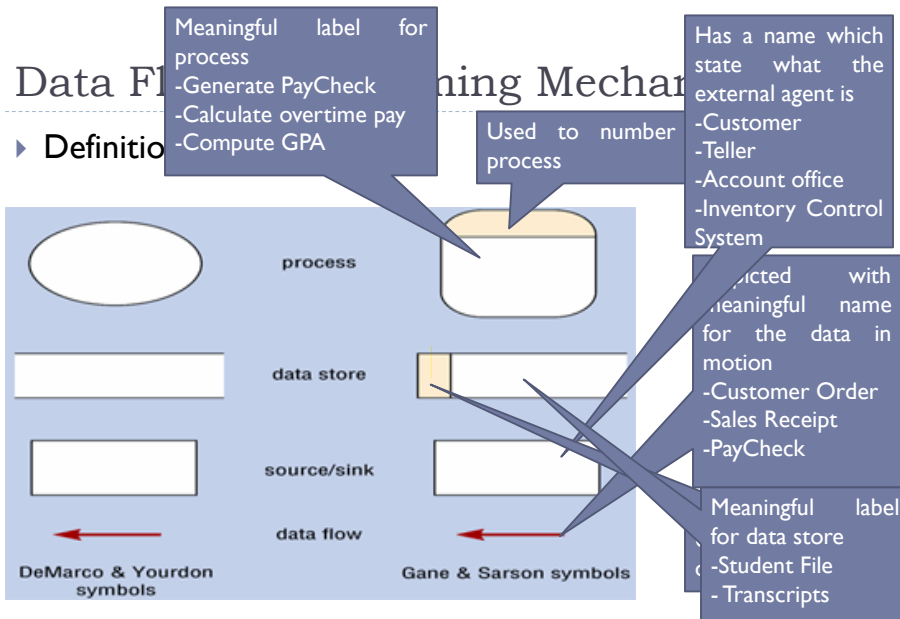 Data Fl
ning Mechan
Definitio
Meaningful label for
process
-Generate PayCheck
-Calculate overtime pay
-Compute GPA
Used to number
process
Has a name which
state what the
external agent is
-Customer
-Teller
-Account office
-Inventory Control
System
process
data store
source/sink
data flow
DeMarco & Yourdon
symbols
Gane & Sarson symbols
picted with
meaningful name
for the data in
motion
-Customer Order
-Sales Receipt
-PayCheck
Meaningful label
for data store
-Student File
- Transcripts